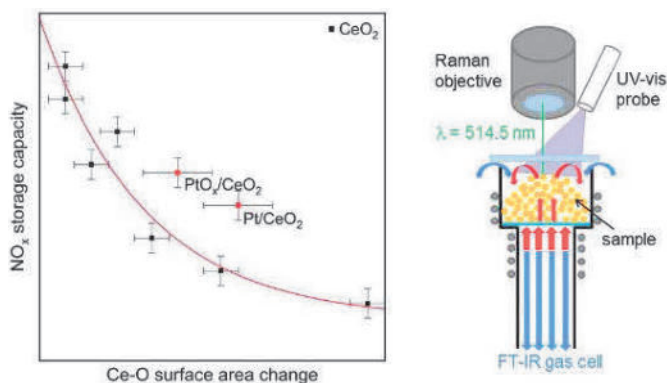 CeO₂
PtOₓ/CeO₂
Pt/CeO₂
NOₓ storage capacity
Ce-O surface area change
Raman
objective
UV-vis
probe
λ = 514.5 nm
sample
FT-IR gas cell